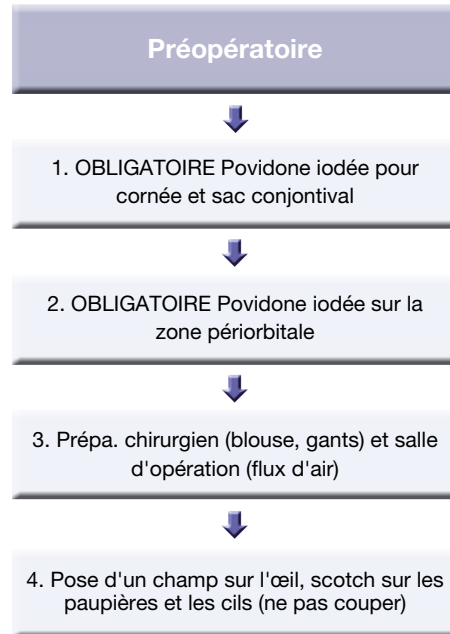 Préopératoire
1. OBLIGATOIRE Povidone iodée pour
cornée et sac conjontival
2. OBLIGATOIRE Povidone iodée sur la
zone périorbitale
3. Prépa. chirurgien (blouse, gants) et salle
d'opération (flux d'air)
4. Pose d'un champ sur l'œil, scotch sur les
paupières et les cils (ne pas couper)